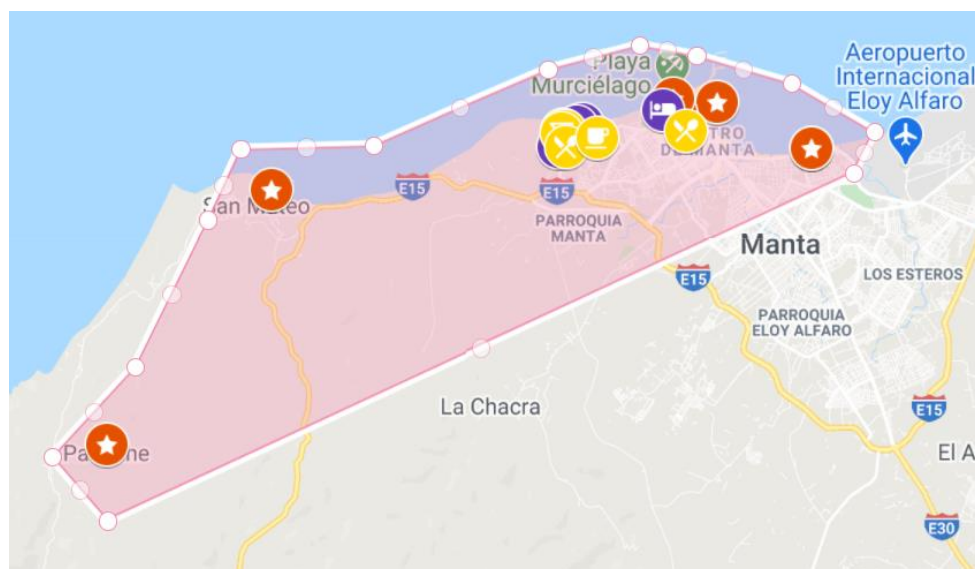 Aeropuerto
Internacional
Eloy Alfaro
Playa
Murciélago
DE MANTA
E15
San Mateo
E15
PARROQUIA
MANTA
Manta
LOS ESTEROS
E15
PARROQUIA
ELOY ALFARO
La Chacra
E15
El A
E30